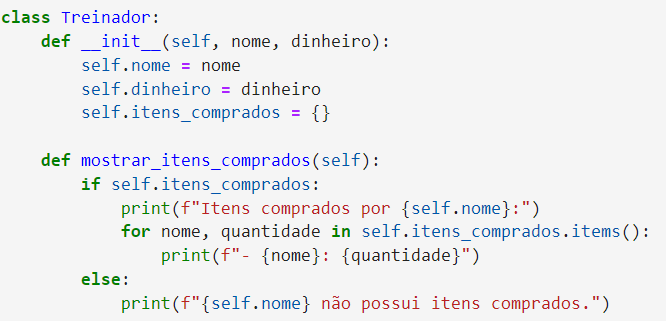 class Treinador:
    def __init__(self, nome, dinheiro):
        self.nome = nome
        self.dinheiro = dinheiro
        self.itens_comprados = {}

    def mostrar_itens_comprados(self):
        if self.itens_comprados:
            print(f"Itens comprados por {self.nome}:")
            for nome, quantidade in self.itens_comprados.items():
                print(f"- {nome}: {quantidade}")
        else:
            print(f"{self.nome} não possui itens comprados.")